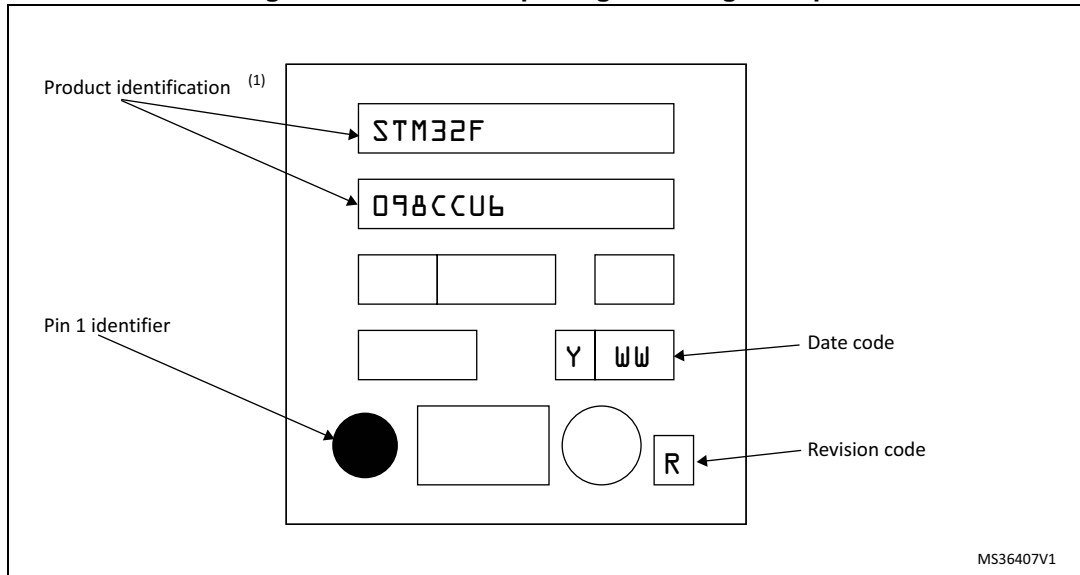 Product identification (1)
STM32F
098CCU6
Pin 1 identifier
Y WW
Date code
R
Revision code
MS36407V1